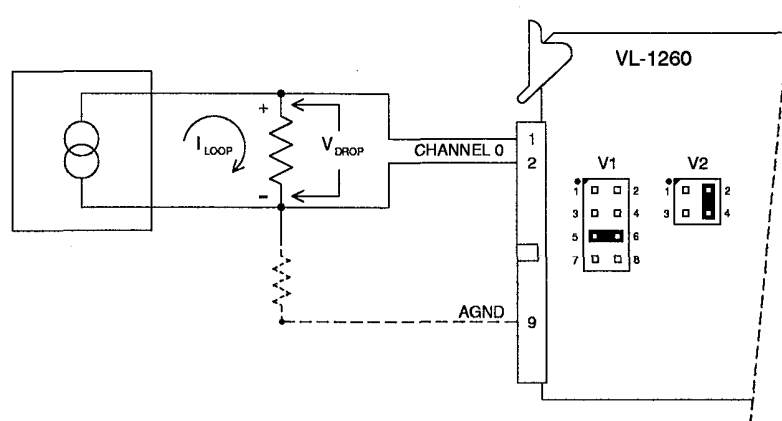 VL-1260
+
I LOOP
V DROP
-
CHANNEL 0
1
2
V1
1 2
3 4
5 6
7 8
V2
1 2
3 4
AGND
9